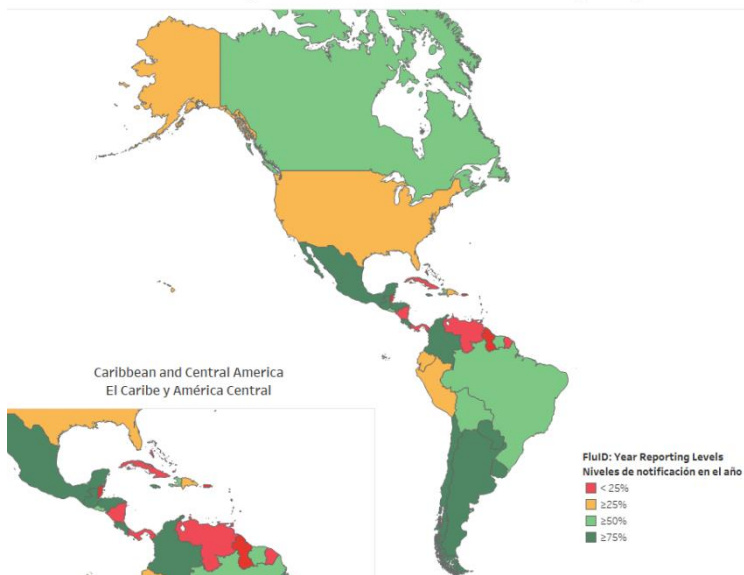 Caribbean and Central America
El Caribe y América Central
FluID: Year Reporting Levels
Niveles de notificación en el año
< 25%
≥25%
≥50%
≥75%